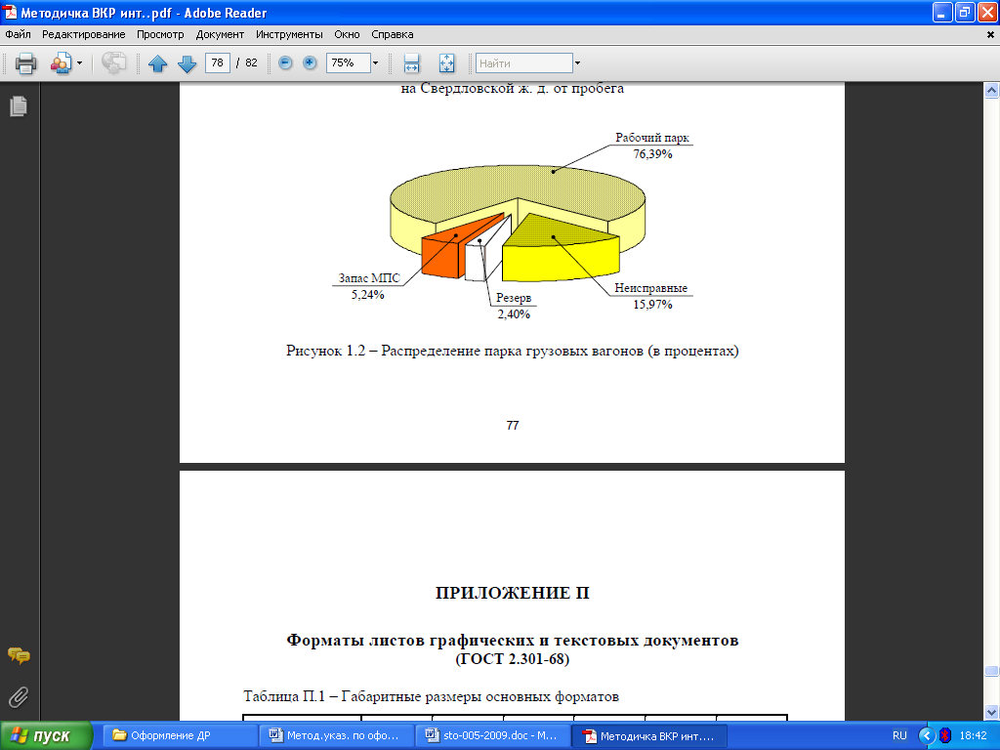 Методичка ВКР инт..pdf - Adobe Reader
Файл Редактирование Просмотр Документ Инструменты Окно Справка
78 / 82 75% Найти
на Свердловской ж. д. от пробега
Рабочий парк
76,39%
Запас МПС
5,24%
Резерв
2,40%
Неисправные
15,97%
Рисунок 1.2 – Распределение парка грузовых вагонов (в процентах)
77
ПРИЛОЖЕНИЕ П
Форматы листов графических и текстовых документов
(ГОСТ 2.301-68)
Таблица П.1 – Габаритные размеры основных форматов
пуск Оформление ДР Метод.указ. по офо... sto-005-2009.doc - M... Методичка ВКР инт.... RU 18:42